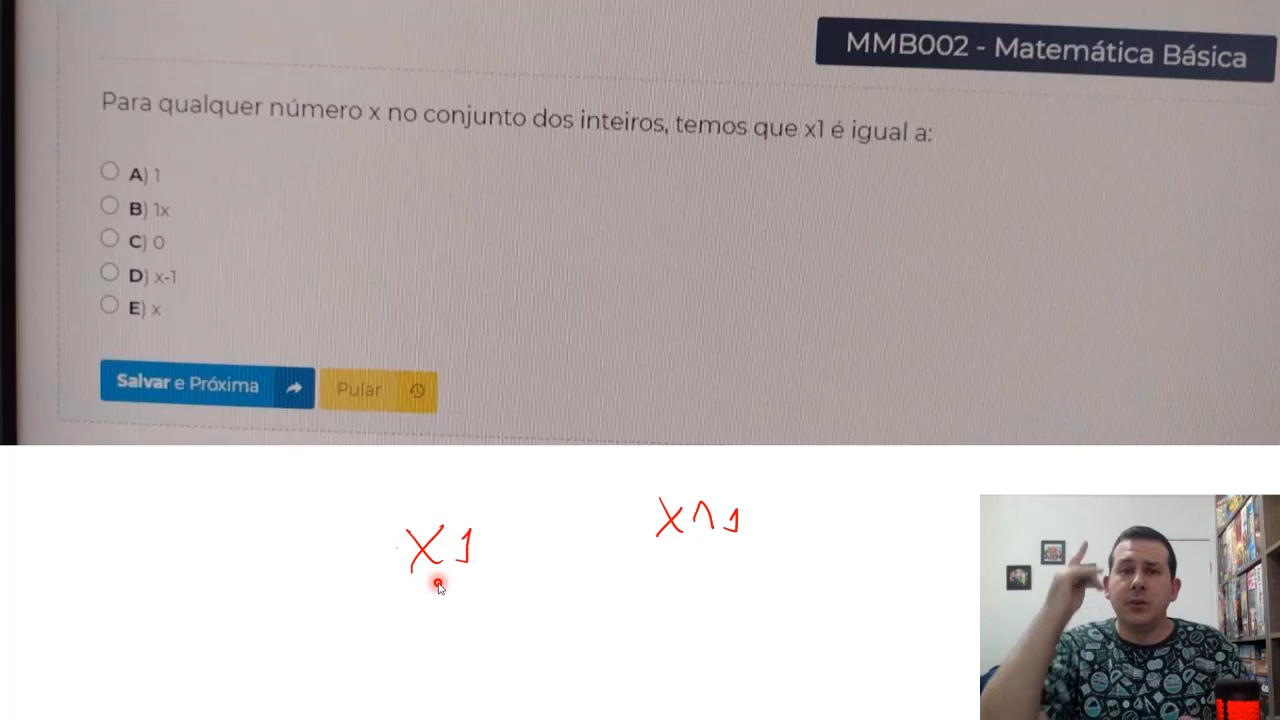 MMB002 - Matemática Básica
Para qualquer número x no conjunto dos inteiros, temos que x1 é igual a:
A) 1
B) 1x
C) 0
D) x-1
E) x
Salvar e Próxima
Pular
x^1
x1